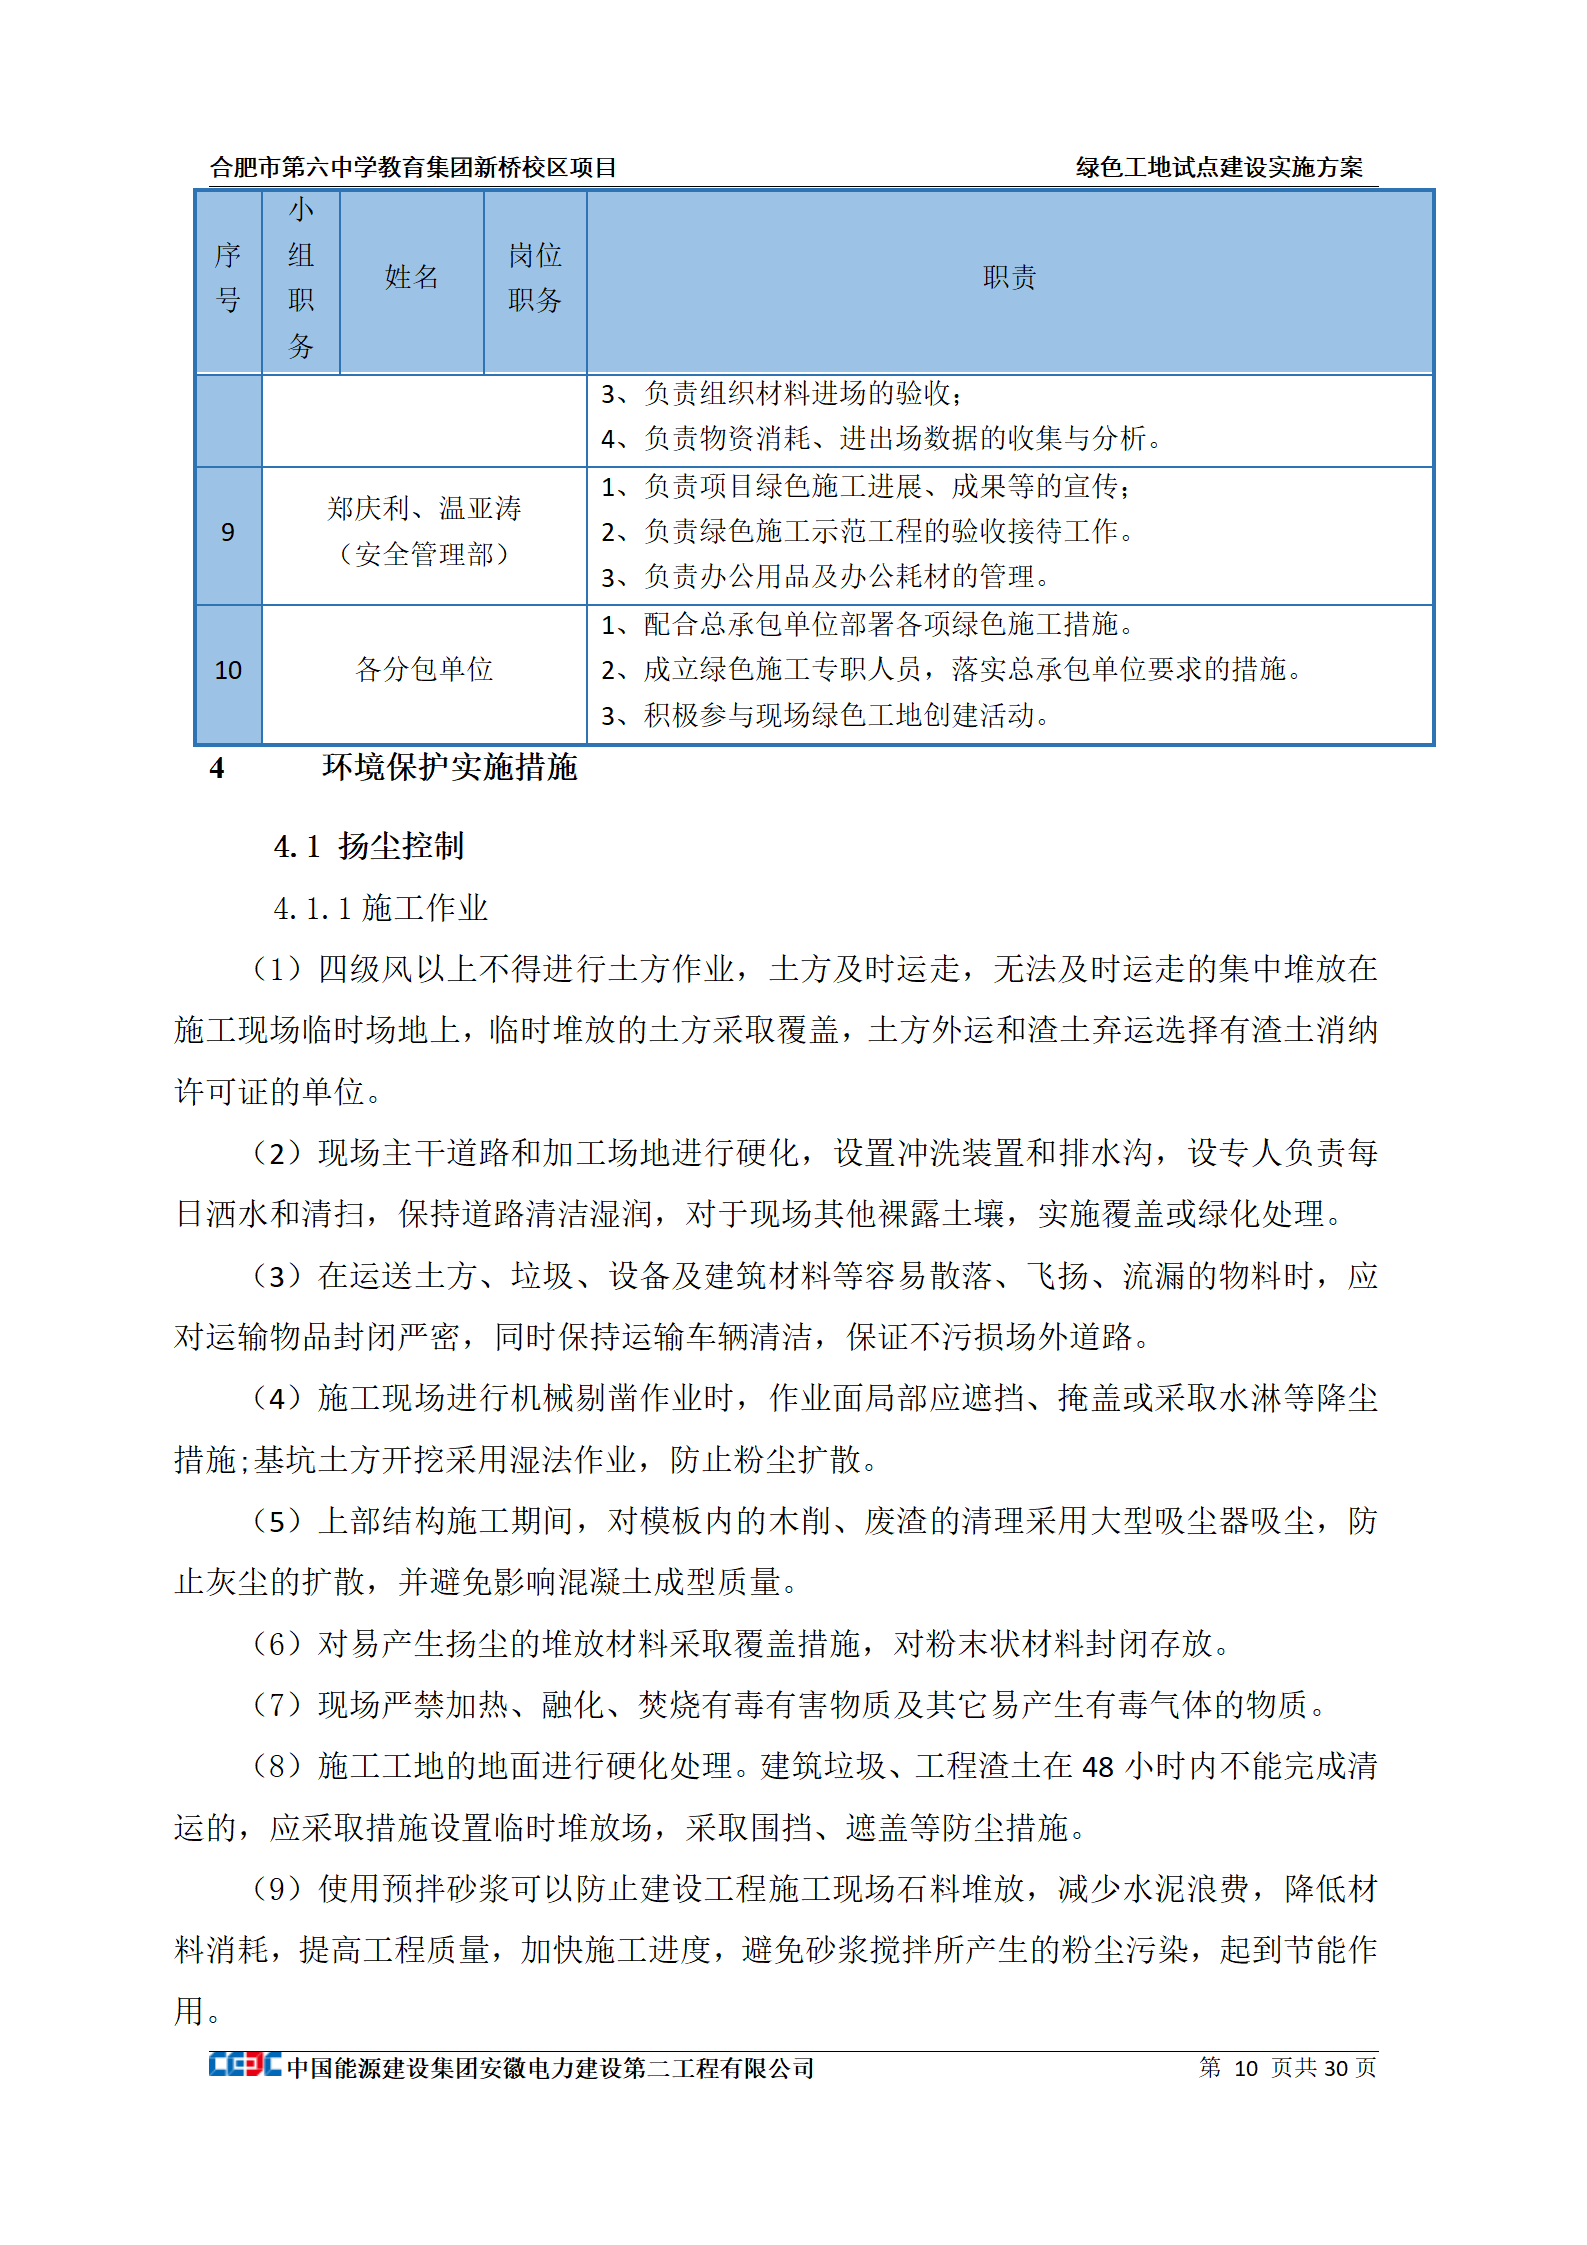 合肥市第六中学教育集团新桥校区项目 绿色工地试点建设实施方案
序号 小组职务 姓名 岗位职务 职责
3、负责组织材料进场的验收；
4、负责物资消耗、进出场数据的收集与分析。
9
郑庆利、温亚涛
（安全管理部）
1、负责项目绿色施工进展、成果等的宣传；
2、负责绿色施工示范工程的验收接待工作。
3、负责办公用品及办公耗材的管理。
10
各分包单位
1、配合总承包单位部署各项绿色施工措施。
2、成立绿色施工专职人员，落实总承包单位要求的措施。
3、积极参与现场绿色工地创建活动。
4 环境保护实施措施
4.1 扬尘控制
4.1.1 施工作业
（1）四级风以上不得进行土方作业，土方及时运走，无法及时运走的集中堆放在
施工现场临时场地上，临时堆放的土方采取覆盖，土方外运和渣土弃运选择有渣土消纳
许可证的单位。
（2）现场主干道路和加工场地进行硬化，设置冲洗装置和排水沟，设专人负责每
日洒水和清扫，保持道路清洁湿润，对于现场其他裸露土壤，实施覆盖或绿化处理。
（3）在运送土方、垃圾、设备及建筑材料等容易散落、飞扬、流漏的物料时，应
对运输物品封闭严密，同时保持运输车辆清洁，保证不污损场外道路。
（4）施工现场进行机械剔凿作业时，作业面局部应遮挡、掩盖或采取水淋等降尘
措施;基坑土方开挖采用湿法作业，防止粉尘扩散。
（5）上部结构施工期间，对模板内的木削、废渣的清理采用大型吸尘器吸尘，防
止灰尘的扩散，并避免影响混凝土成型质量。
（6）对易产生扬尘的堆放材料采取覆盖措施，对粉末状材料封闭存放。
（7）现场严禁加热、融化、焚烧有毒有害物质及其它易产生有毒气体的物质。
（8）施工工地的地面进行硬化处理。建筑垃圾、工程渣土在 48 小时内不能完成清
运的，应采取措施设置临时堆放场，采取围挡、遮盖等防尘措施。
（9）使用预拌砂浆可以防止建设工程施工现场石料堆放，减少水泥浪费，降低材
料消耗，提高工程质量，加快施工进度，避免砂浆搅拌所产生的粉尘污染，起到节能作
用。
中国能源建设集团安徽电力建设第二工程有限公司 第 10 页共 30 页